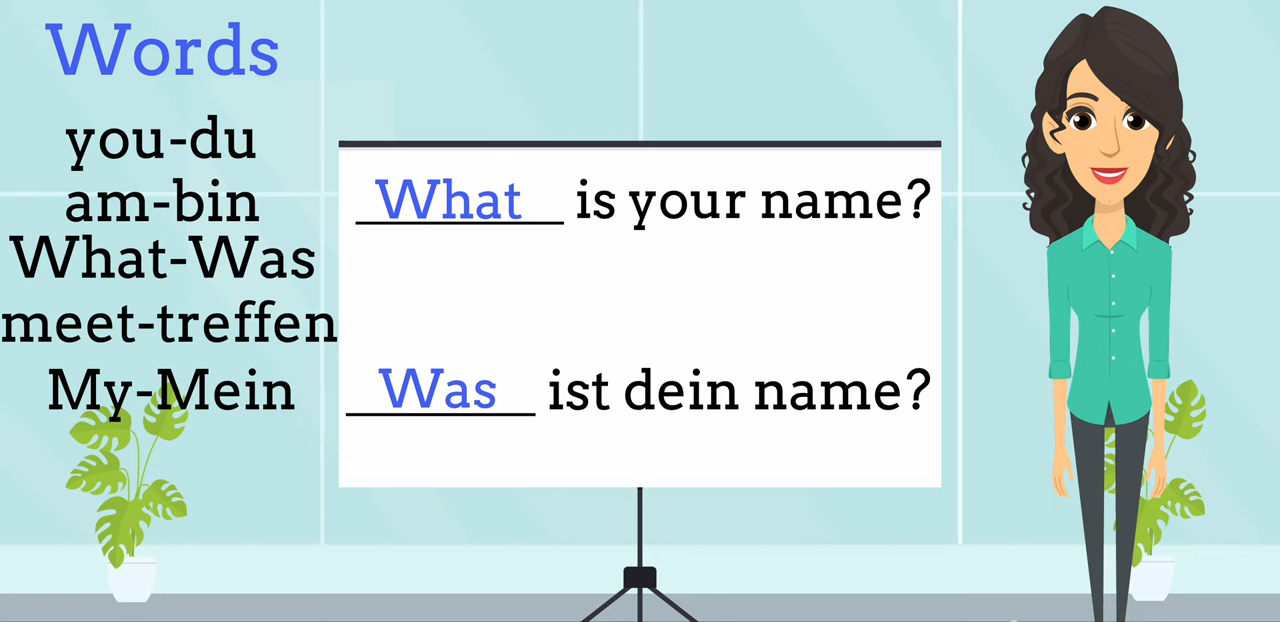 Words
you-du
am-bin
What-Was
meet-treffen
My-Mein
What is your name?
Was ist dein name?